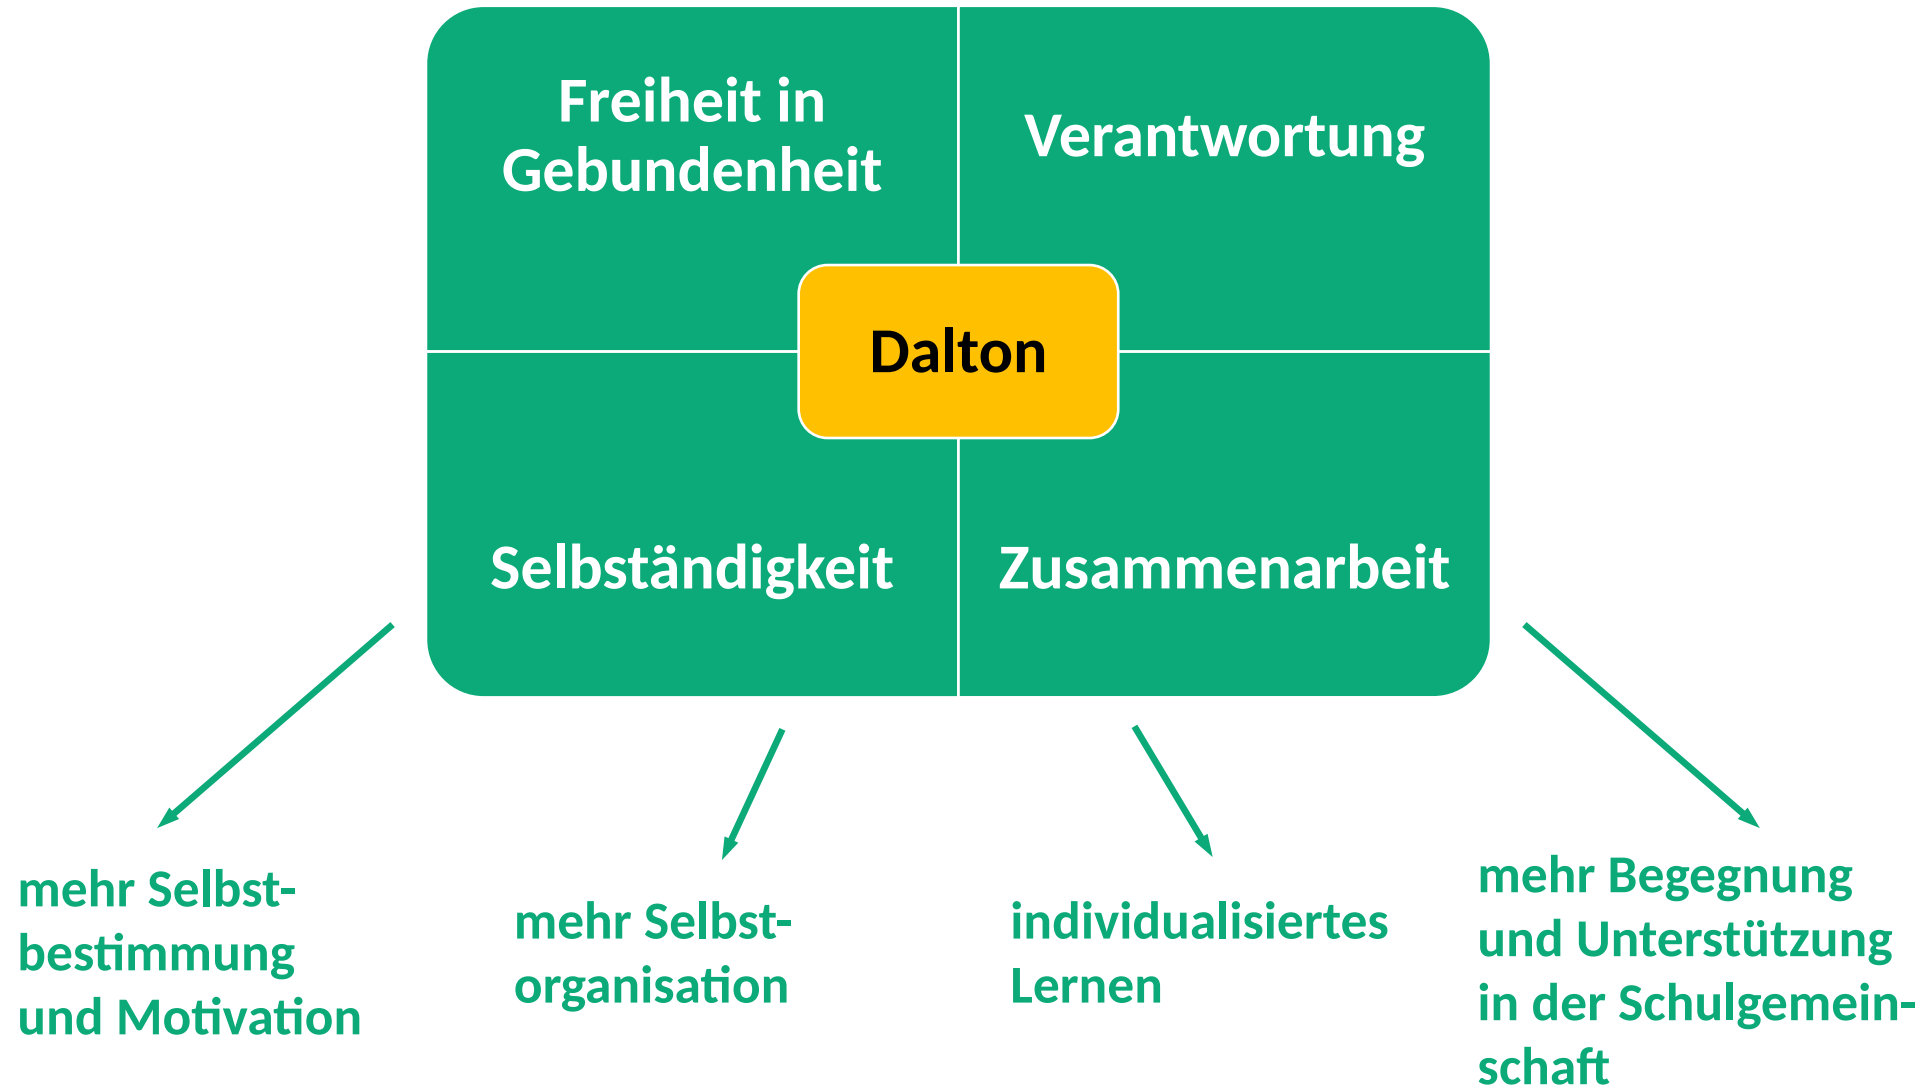 Freiheit in
Gebundenheit
Verantwortung
Dalton
Selbständigkeit
Zusammenarbeit
mehr Selbst-
bestimmung
und Motivation
mehr Selbst-
organisation
individualisiertes
Lernen
mehr Begegnung
und Unterstützung
in der Schulgemein-
schaft